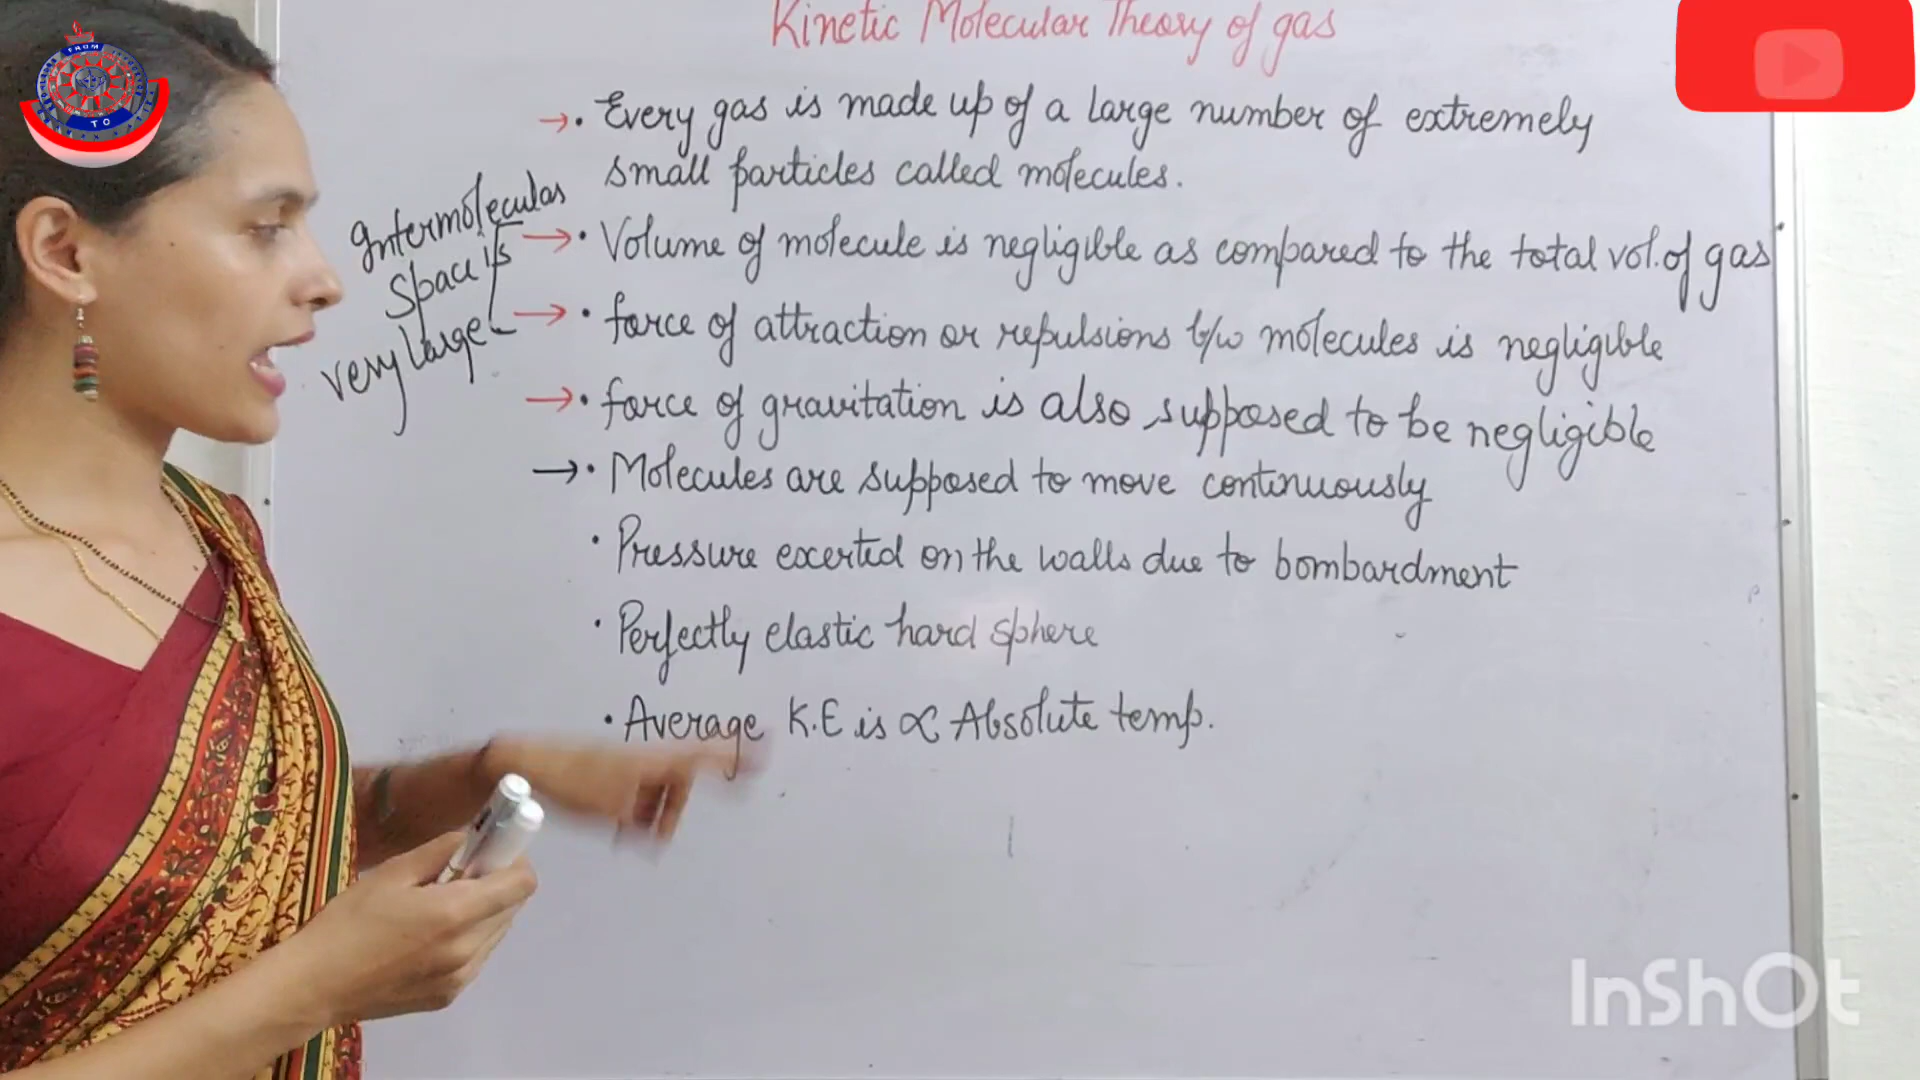 Kinetic Molecular Theory of gas
→ • Every gas is made up of a large number of extremely
small particles called molecules.
Intermolecular
space is
very large
→ • Volume of molecule is negligible as compared to the total vol. of gas
→ • force of attraction or repulsions b/w molecules is negligible
→ • force of gravitation is also supposed to be negligible
→ • Molecules are supposed to move continuously
• Pressure exerted on the walls due to bombardment
• Perfectly elastic hard sphere
• Average K.E is ∝ Absolute temp.
FROM
TO
InShOt